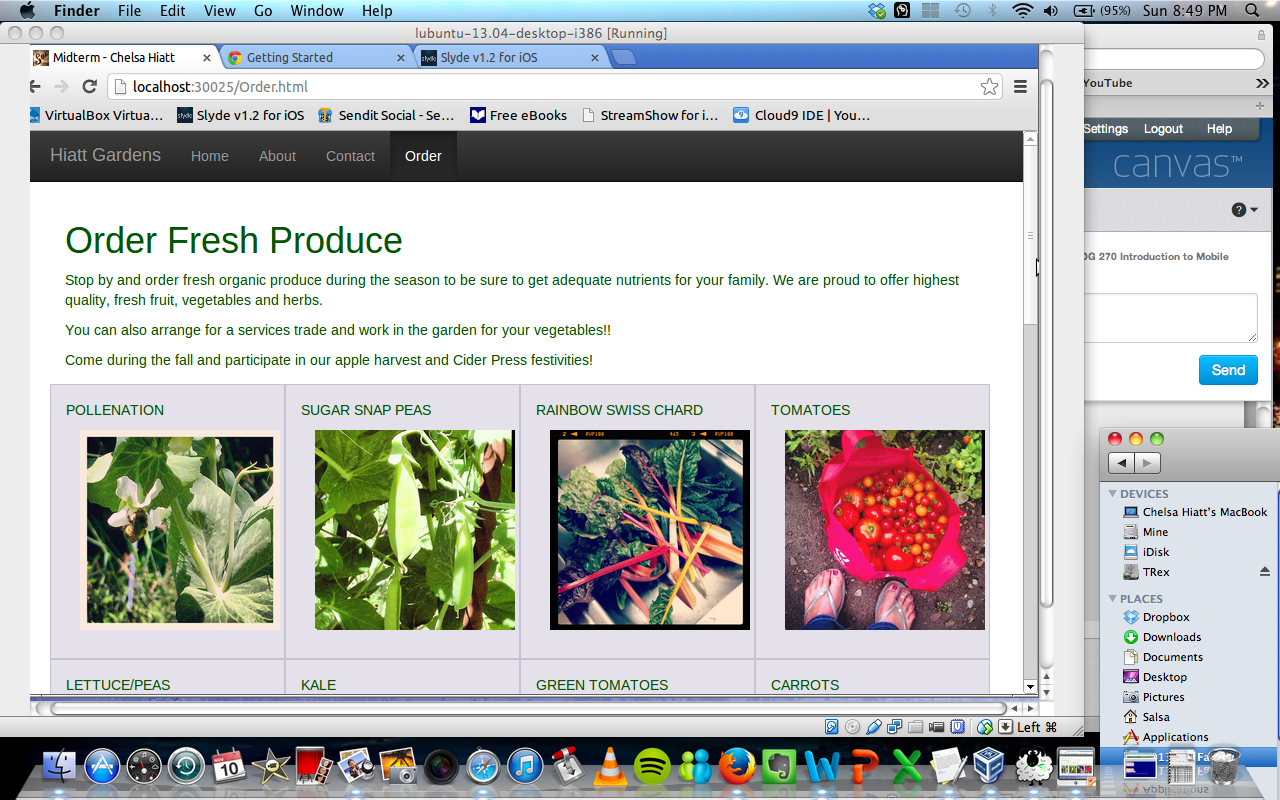 Finder File Edit View Go Window Help (95%) Sun 8:49 PM
lubuntu-13.04-desktop-i386 [Running]
Midterm - Chelsa Hiatt Getting Started Slyde v1.2 for iOS
localhost:30025/Order.html
VirtualBox Virtua... Slyde v1.2 for iOS Sendit Social - Se... Free eBooks StreamShow for i... Cloud9 IDE | You...
Hiatt Gardens Home About Contact Order
Order Fresh Produce
Stop by and order fresh organic produce during the season to be sure to get adequate nutrients for your family. We are proud to offer highest
quality, fresh fruit, vegetables and herbs.
You can also arrange for a services trade and work in the garden for your vegetables!!
Come during the fall and participate in our apple harvest and Cider Press festivities!
POLLENATION SUGAR SNAP PEAS RAINBOW SWISS CHARD TOMATOES
2 RVP100 465 3 RVP100
LETTUCE/PEAS KALE GREEN TOMATOES CARROTS
Left ⌘
YouTube
Settings Logout Help
canvas™
270 Introduction to Mobile
Send
DEVICES
Chelsa Hiatt's MacBook
Mine
iDisk
TRex
PLACES
Dropbox
Downloads
Documents
Desktop
Pictures
Salsa
Applications
NOV
10